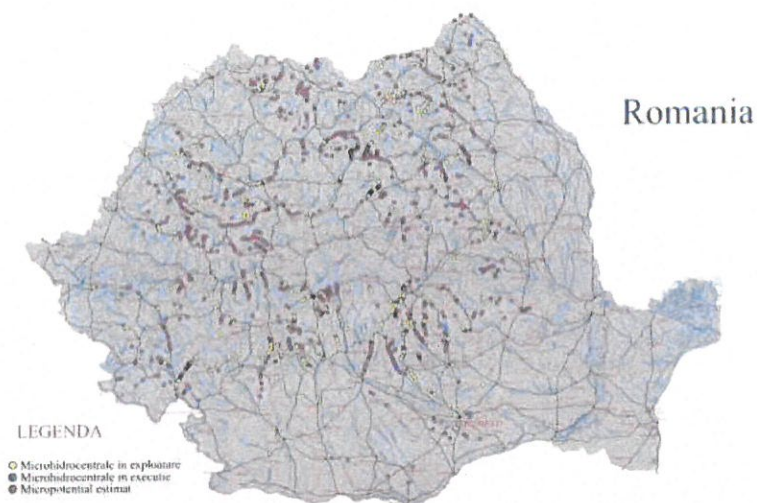 Romania
LEGENDA
Microhidrocentrale in exploatare
Microhidrocentrale in executie
Micropotential estimat